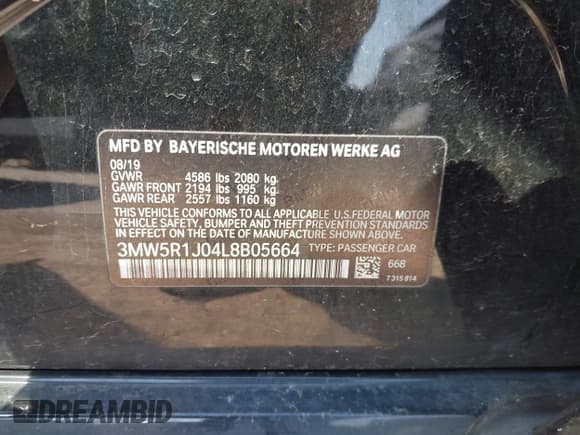 MFD BY BAYERISCHE MOTOREN WERKE AG
08/19
GVWR 4586 lbs 2080 kg.
GAWR FRONT 2194 lbs 995 kg.
GAWR REAR 2557 lbs 1160 kg.
THIS VEHICLE CONFORMS TO ALL APPLICABLE U.S.FEDERAL MOTOR
VEHICLE SAFETY, BUMPER, AND THEFT PREVENTION STANDARDS
IN EFFECT ON THE DATE OF MANUFACTURE SHOWN ABOVE.
3MW5R1J04L8B05664 TYPE: PASSENGER CAR
668
7 315 814
DREAMBID